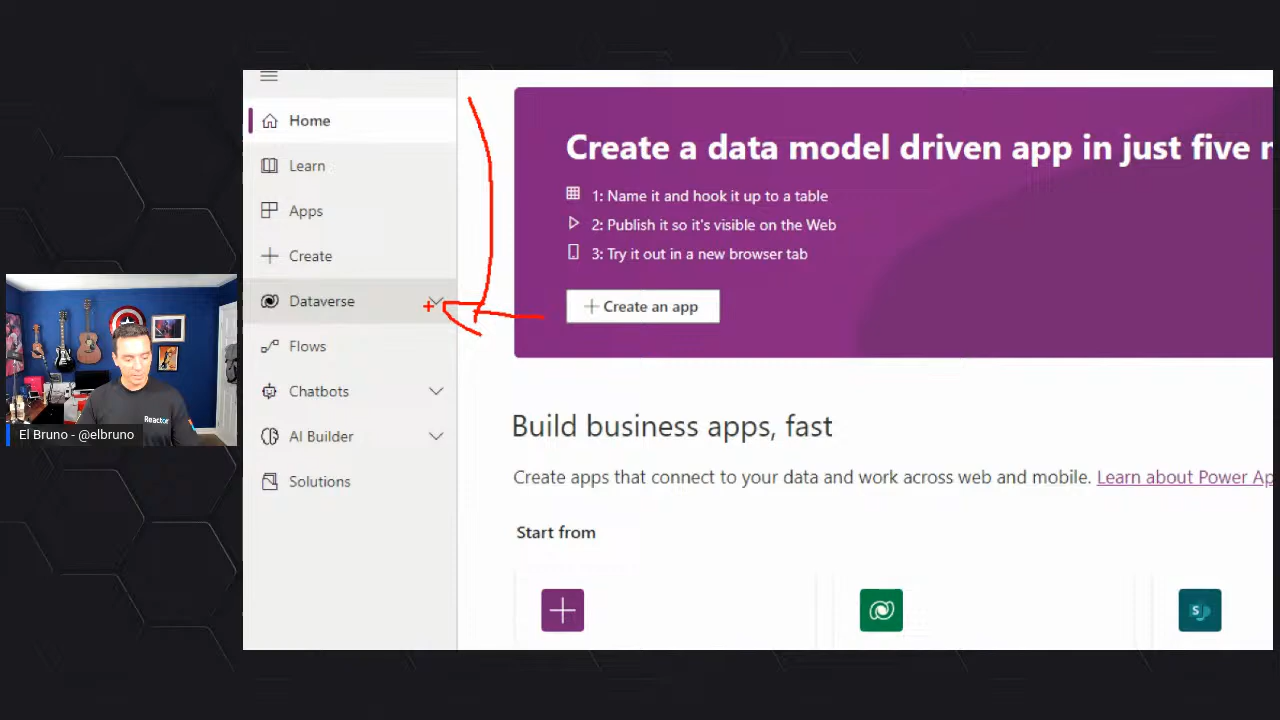 Home
Learn
Apps
Create
Dataverse
Flows
Chatbots
AI Builder
Solutions
Create a data model driven app in just five
1: Name it and hook it up to a table
2: Publish it so it's visible on the Web
3: Try it out in a new browser tab
Create an app
Build business apps, fast
Create apps that connect to your data and work across web and mobile. Learn about Power Ap
Start from
S
Reactor
El Bruno - @elbruno